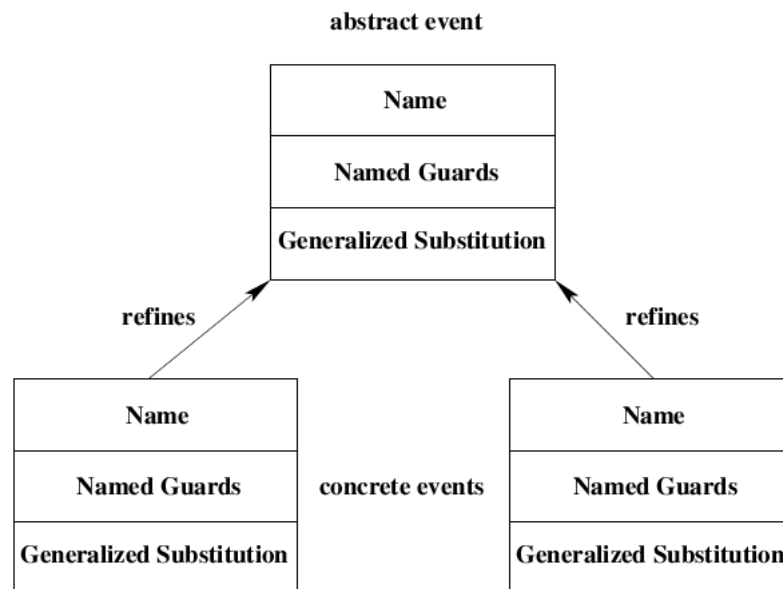 abstract event
Name
Named Guards
Generalized Substitution
refines
refines
Name
Named Guards
Generalized Substitution
concrete events
Name
Named Guards
Generalized Substitution